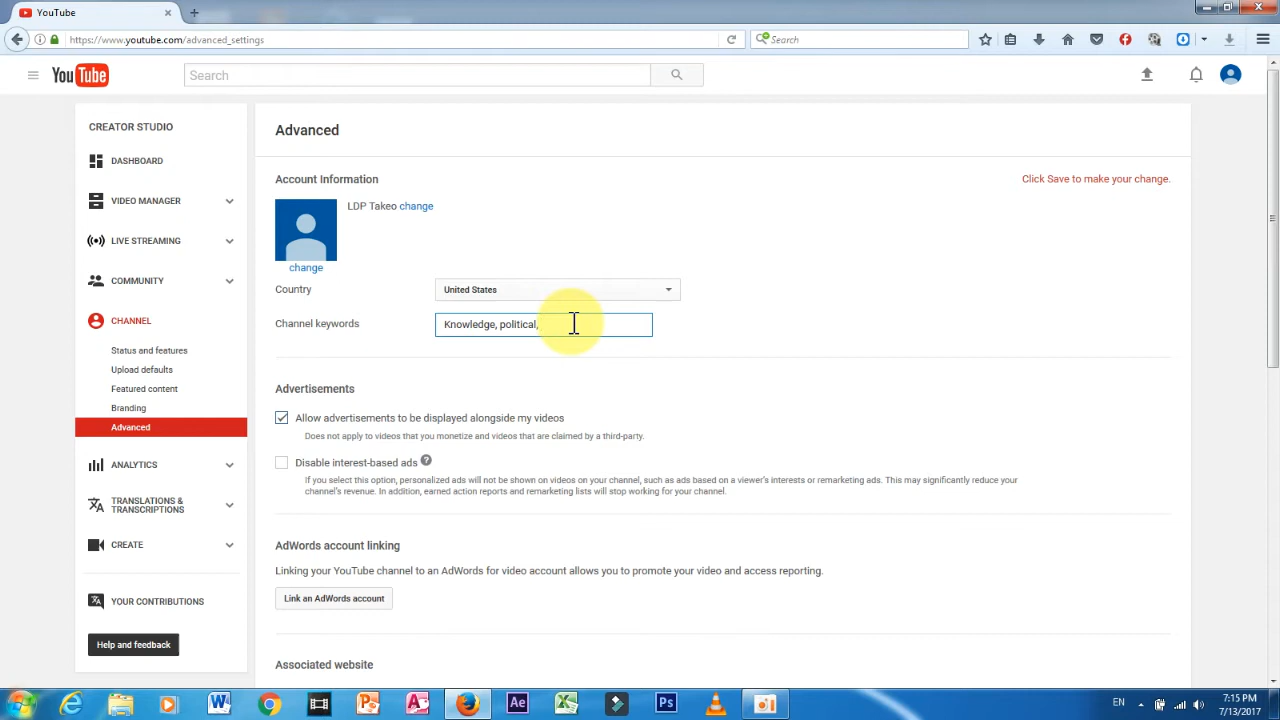 YouTube
https://www.youtube.com/advanced_settings
Search
YouTube
Search
CREATOR STUDIO
DASHBOARD
VIDEO MANAGER
LIVE STREAMING
COMMUNITY
CHANNEL
Status and features
Upload defaults
Featured content
Branding
Advanced
ANALYTICS
TRANSLATIONS &
TRANSCRIPTIONS
CREATE
YOUR CONTRIBUTIONS
Help and feedback
Advanced
Account Information
Click Save to make your change.
LDP Takeo change
change
Country
United States
Channel keywords
Knowledge, political,
Advertisements
Allow advertisements to be displayed alongside my videos
Does not apply to videos that you monetize and videos that are claimed by a third-party.
Disable interest-based ads ?
If you select this option, personalized ads will not be shown on videos on your channel, such as ads based on a viewer's interests or remarketing ads. This may significantly reduce your
channel's revenue. In addition, earned action reports and remarketing lists will stop working for your channel.
AdWords account linking
Linking your YouTube channel to an AdWords for video account allows you to promote your video and access reporting.
Link an AdWords account
Associated website
Ae
Ps
EN
7:15 PM
7/13/2017